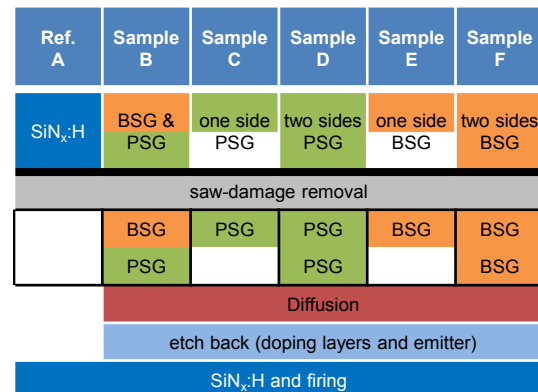 Ref. Sample Sample Sample Sample Sample
A B C D E F
SiNx:H BSG & one side two sides one side two sides
PSG PSG PSG BSG BSG
saw-damage removal
BSG PSG PSG BSG BSG
PSG PSG BSG
Diffusion
etch back (doping layers and emitter)
SiNx:H and firing